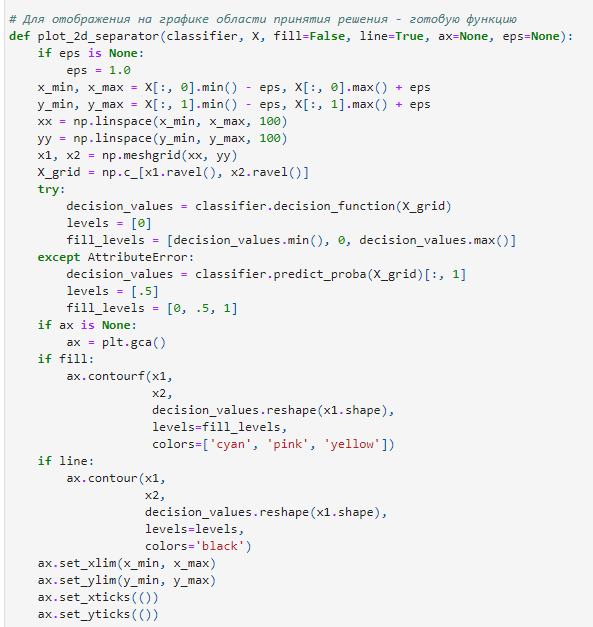 # Для отображения на графике области принятия решения - готовую функцию
def plot_2d_separator(classifier, X, fill=False, line=True, ax=None, eps=None):
    if eps is None:
        eps = 1.0
    x_min, x_max = X[:, 0].min() - eps, X[:, 0].max() + eps
    y_min, y_max = X[:, 1].min() - eps, X[:, 1].max() + eps
    xx = np.linspace(x_min, x_max, 100)
    yy = np.linspace(y_min, y_max, 100)
    x1, x2 = np.meshgrid(xx, yy)
    X_grid = np.c_[x1.ravel(), x2.ravel()]
    try:
        decision_values = classifier.decision_function(X_grid)
        levels = [0]
        fill_levels = [decision_values.min(), 0, decision_values.max()]
    except AttributeError:
        decision_values = classifier.predict_proba(X_grid)[:, 1]
        levels = [.5]
        fill_levels = [0, .5, 1]
    if ax is None:
        ax = plt.gca()
    if fill:
        ax.contourf(x1,
                    x2,
                    decision_values.reshape(x1.shape),
                    levels=fill_levels,
                    colors=['cyan', 'pink', 'yellow'])
    if line:
        ax.contour(x1,
                   x2,
                   decision_values.reshape(x1.shape),
                   levels=levels,
                   colors='black')
    ax.set_xlim(x_min, x_max)
    ax.set_ylim(y_min, y_max)
    ax.set_xticks(())
    ax.set_yticks(())